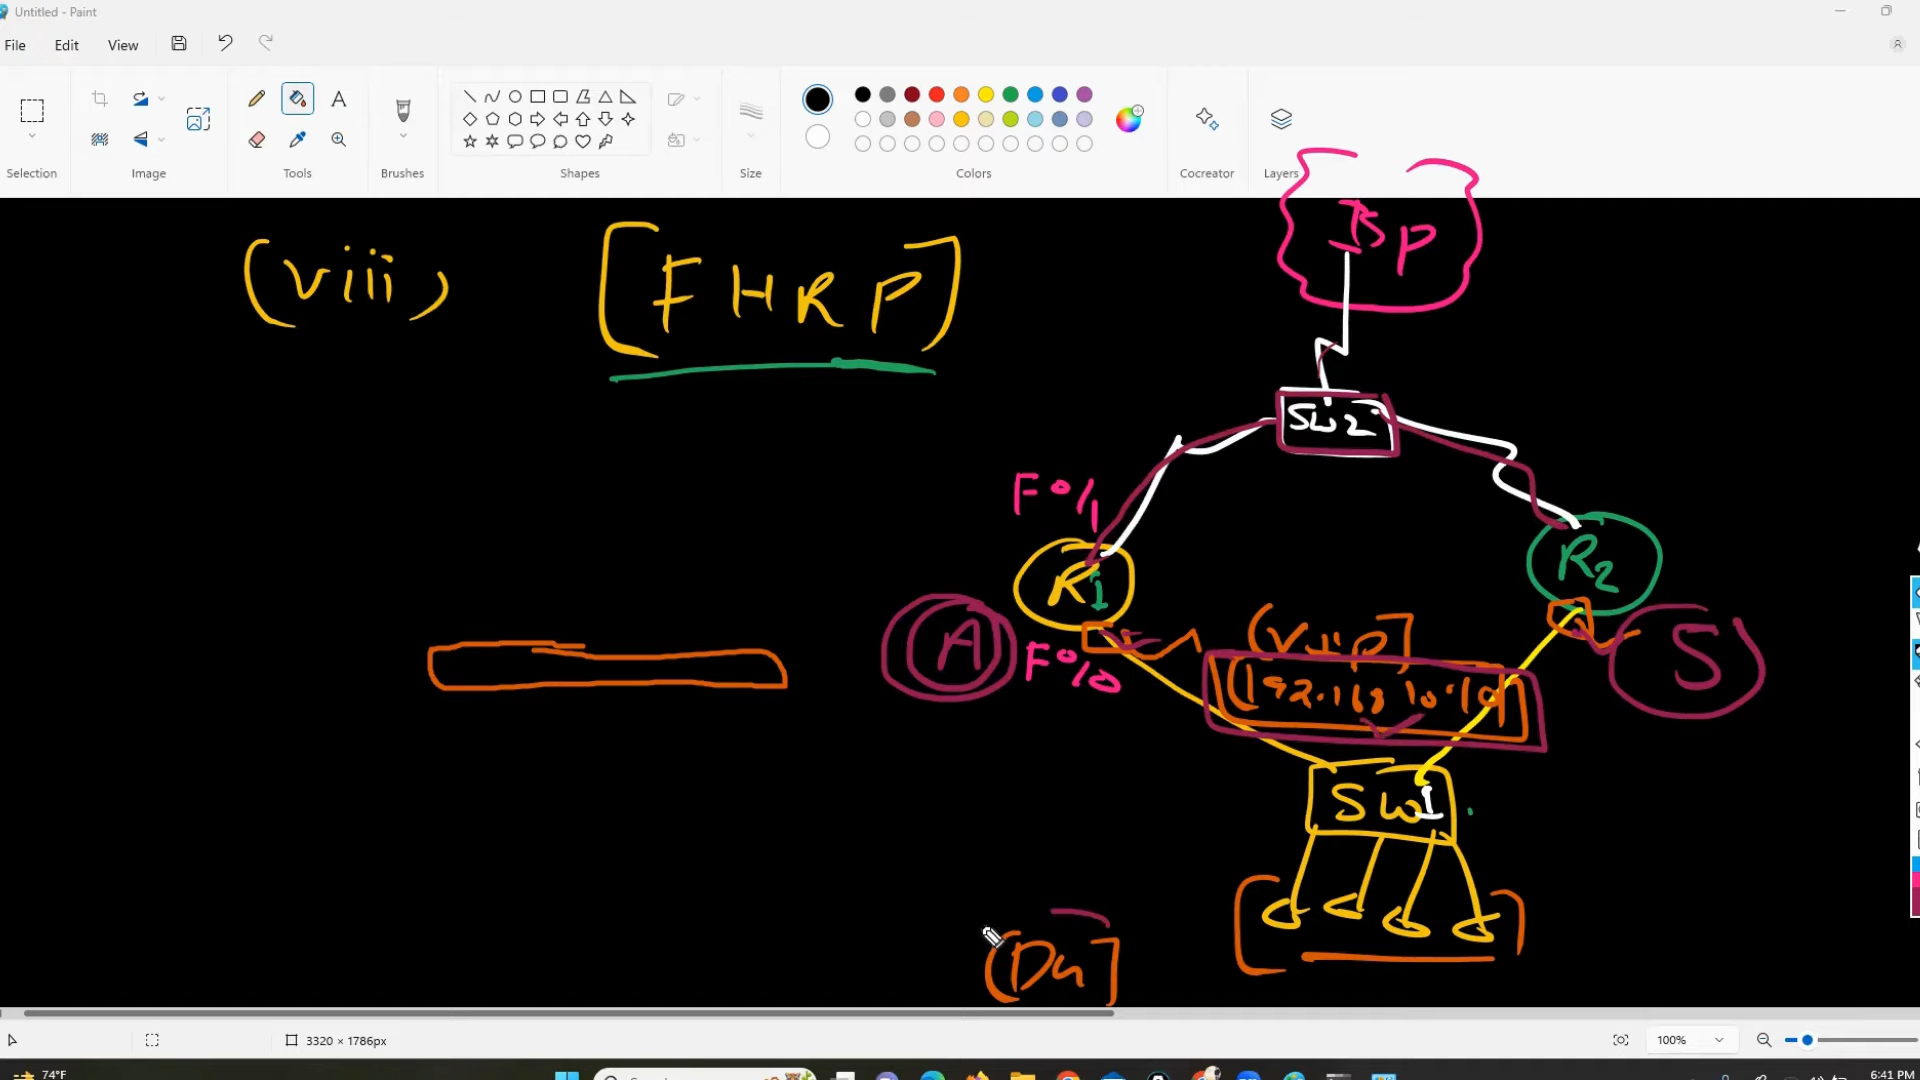 Untitled - Paint
File Edit View
A
Selection Image Tools Brushes Shapes Size Colors Cocreator Layers
ISP
(viii) [FHRP]
SW2
F0/1
R1
R2
A
F0/0
(VIP]
S
(192.168.10.10)
SW1
(DG]
3320 × 1786px
100%
74°F
6:41 PM